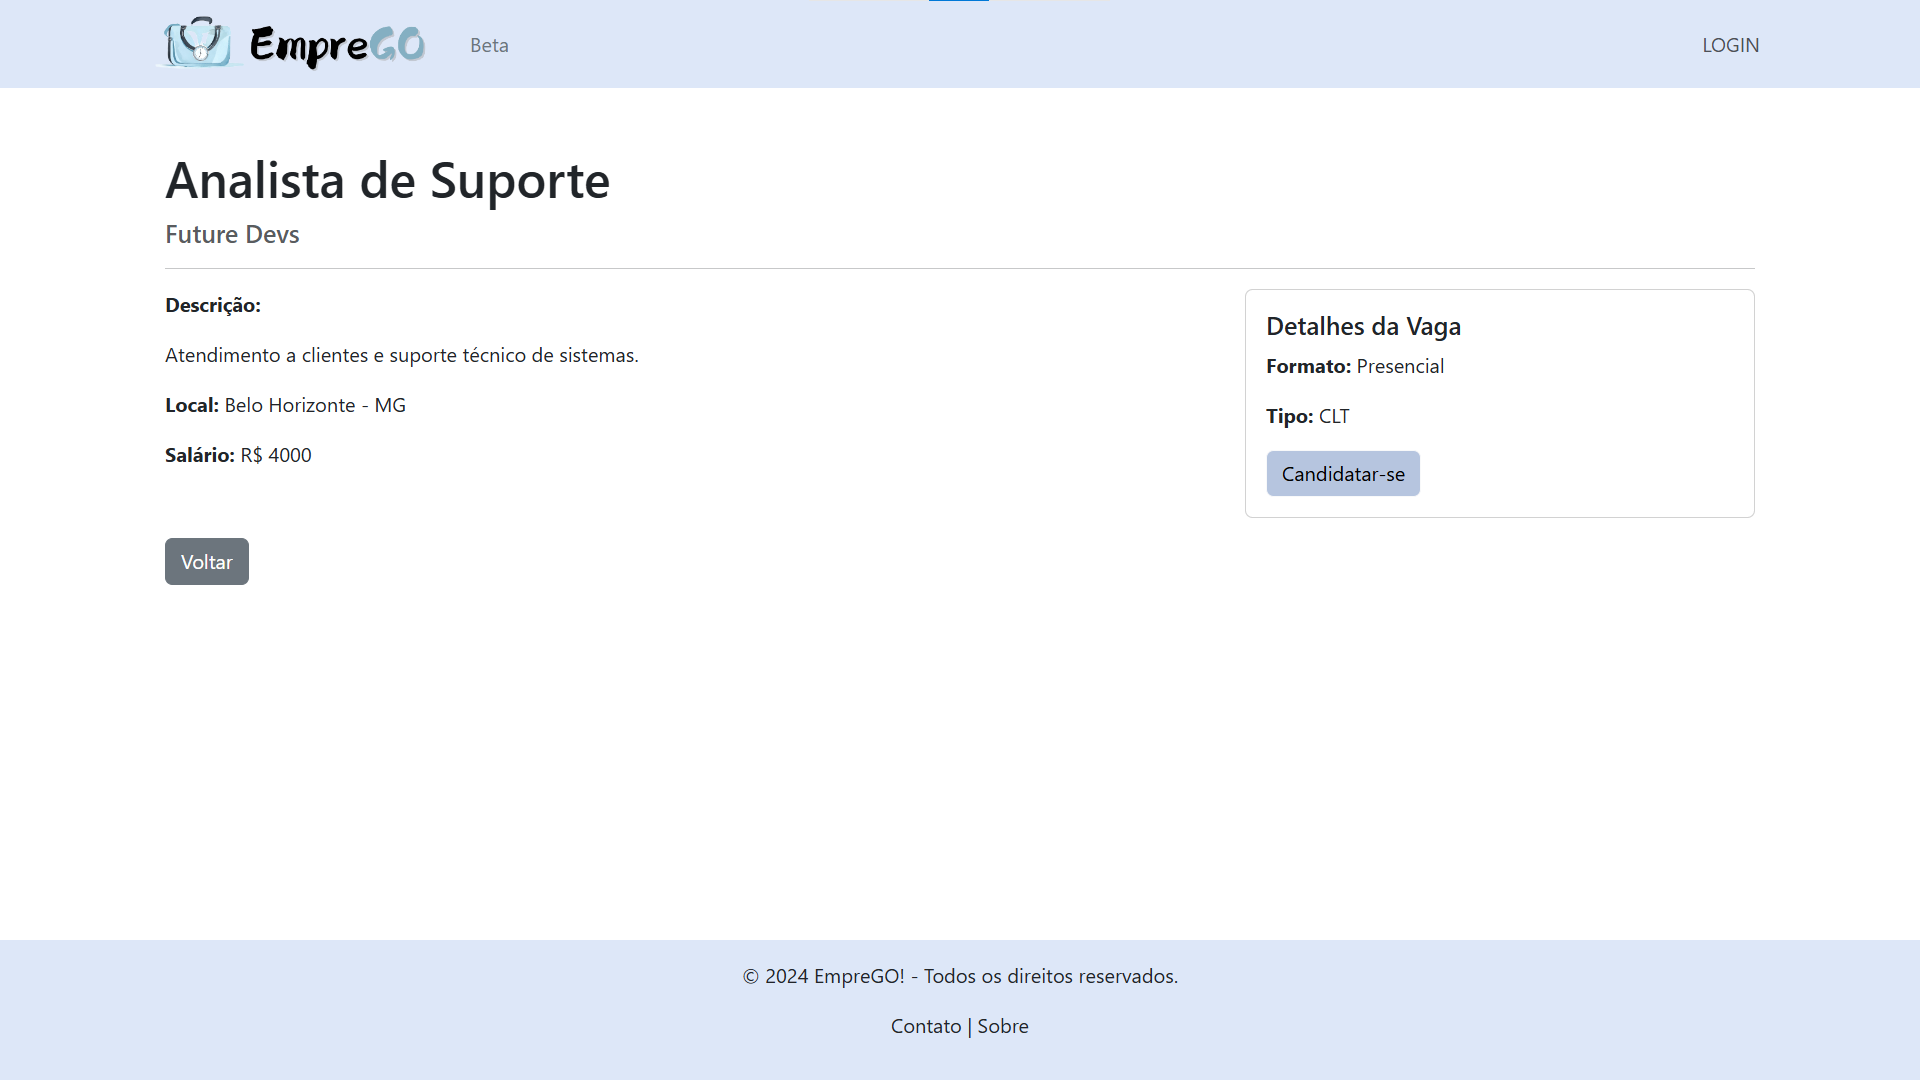 EmpreGO
Beta
LOGIN
Analista de Suporte
Future Devs
Descrição:
Atendimento a clientes e suporte técnico de sistemas.
Local: Belo Horizonte - MG
Salário: R$ 4000
Detalhes da Vaga
Formato: Presencial
Tipo: CLT
Candidatar-se
Voltar
© 2024 EmpreGO! - Todos os direitos reservados.
Contato | Sobre